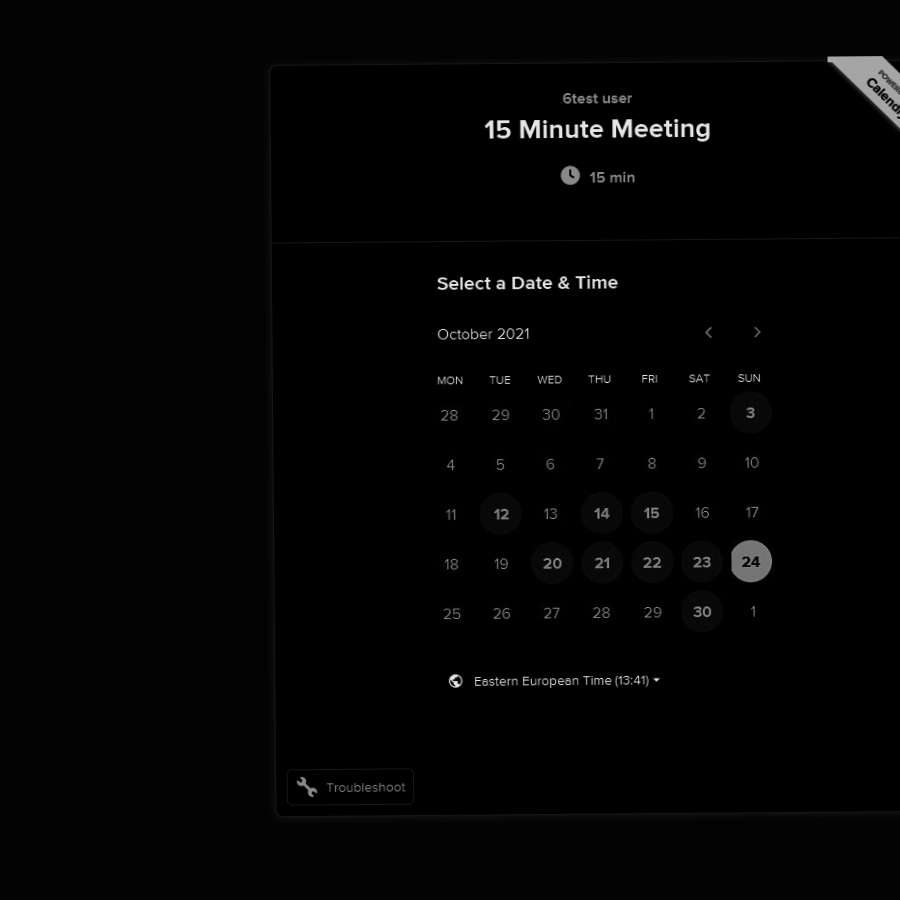 6test user
15 Minute Meeting
15 min
Calendly
Select a Date & Time
October 2021
MON TUE WED THU FRI SAT SUN
28 29 30 31 1 2 3
4 5 6 7 8 9 10
11 12 13 14 15 16 17
18 19 20 21 22 23 24
25 26 27 28 29 30 1
Eastern European Time (13:41)
Troubleshoot